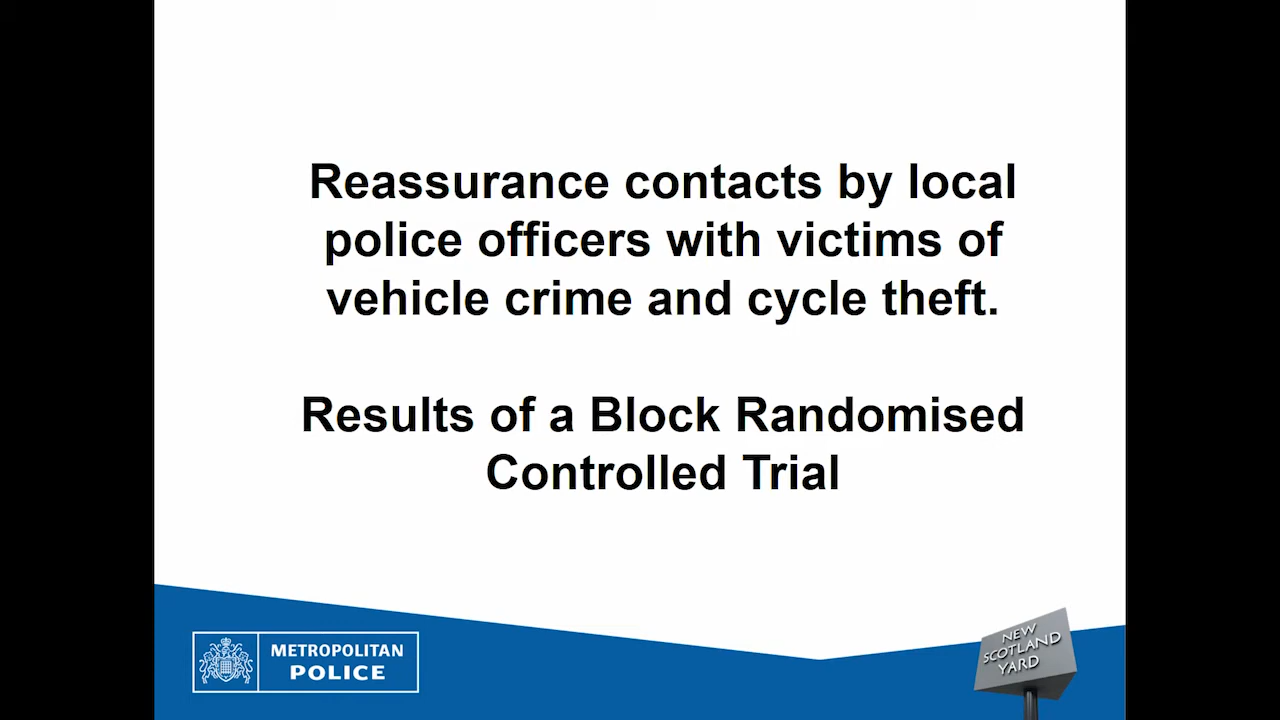 Reassurance contacts by local
police officers with victims of
vehicle crime and cycle theft.
Results of a Block Randomised
Controlled Trial
METROPOLITAN
POLICE
NEW
SCOTLAND
YARD